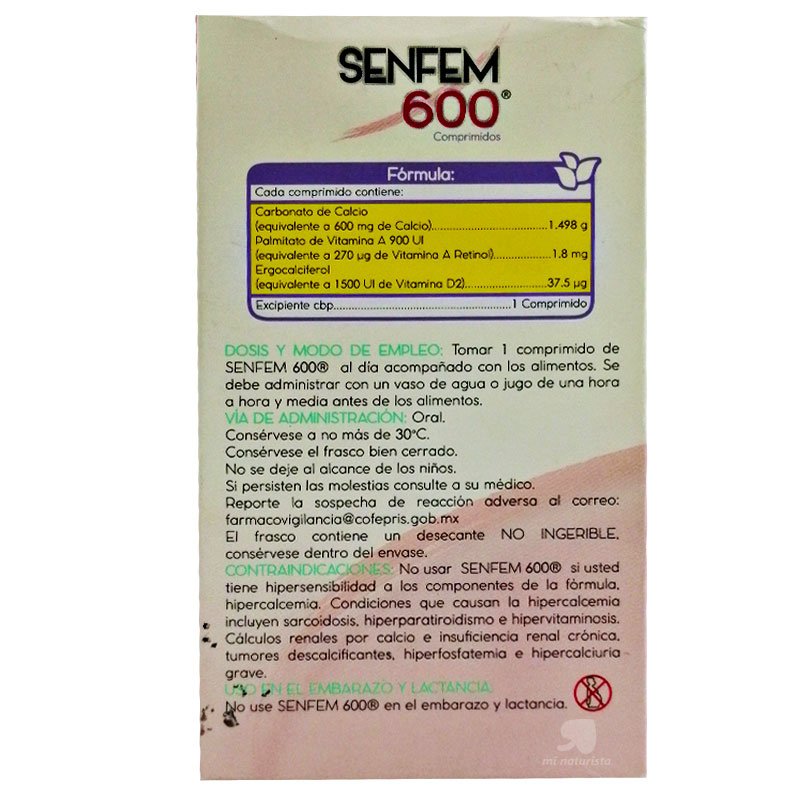 SENFEM
600®
Comprimidos
Fórmula:
Cada comprimido contiene:
Carbonato de Calcio
(equivalente a 600 mg de Calcio)..............................1.498 g
Palmitato de Vitamina A 900 UI
(equivalente a 270 µg de Vitamina A Retinol)...............1.8 mg
Ergocalciferol
(equivalente a 1500 UI de Vitamina D2)......................37.5 µg
Excipiente cbp..............................................1 Comprimido
DOSIS Y MODO DE EMPLEO: Tomar 1 comprimido de
SENFEM 600® al día acompañado con los alimentos. Se
debe administrar con un vaso de agua o jugo de una hora
a hora y media antes de los alimentos.
VÍA DE ADMINISTRACIÓN: Oral.
Consérvese a no más de 30°C.
Consérvese el frasco bien cerrado.
No se deje al alcance de los niños.
Si persisten las molestias consulte a su médico.
Reporte la sospecha de reacción adversa al correo:
farmacovigilancia@cofepris.gob.mx
El frasco contiene un desecante NO INGERIBLE,
consérvese dentro del envase.
CONTRAINDICACIONES: No usar SENFEM 600® si usted
tiene hipersensibilidad a los componentes de la fórmula,
hipercalcemia. Condiciones que causan la hipercalcemia
incluyen sarcoidosis, hiperparatiroidismo e hipervitaminosis.
Cálculos renales por calcio e insuficiencia renal crónica,
tumores descalcificantes, hiperfosfatemia e hipercalciuria
grave.
USO EN EL EMBARAZO Y LACTANCIA:
No use SENFEM 600® en el embarazo y lactancia.
mi naturista